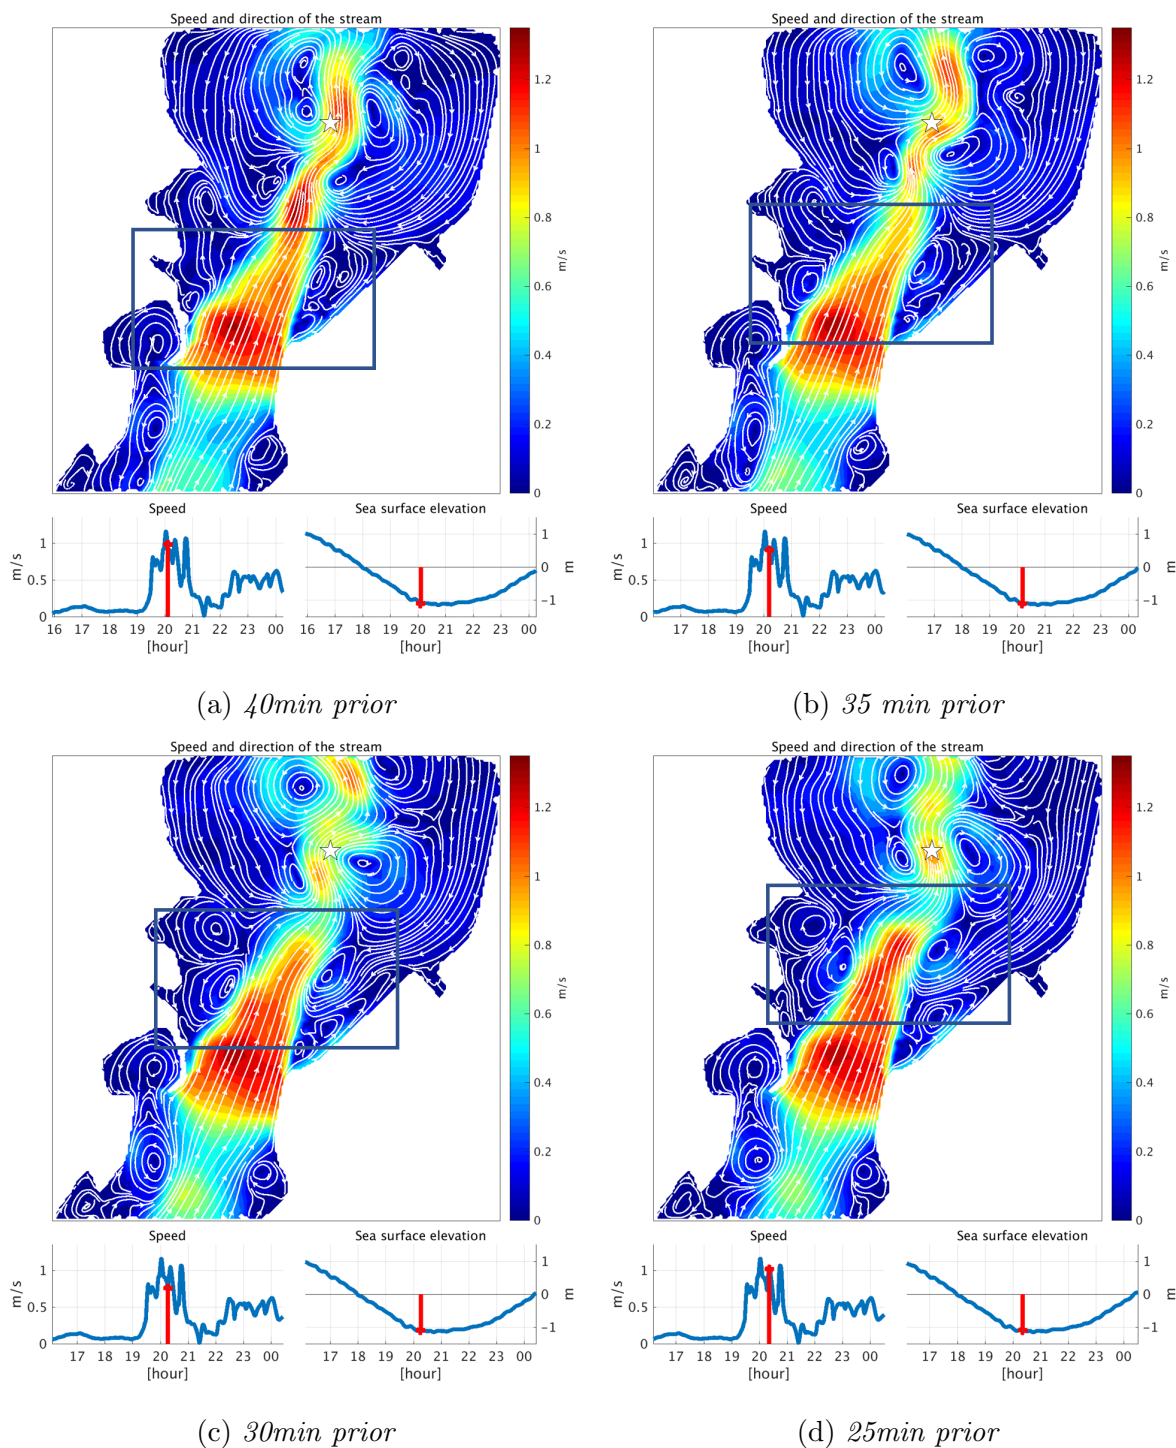 Speed and direction of the stream
1.2
1
0.8
0.6
0.4
0.2
0
m/s
Speed
1
0.5
0
m/s
16 17 18 19 20 21 22 23 00
[hour]
Sea surface elevation
1
0
−1
m
16 17 18 19 20 21 22 23 00
[hour]
(a) 40min prior
Speed and direction of the stream
1.2
1
0.8
0.6
0.4
0.2
0
m/s
Speed
1
0.5
0
m/s
17 18 19 20 21 22 23 00
[hour]
Sea surface elevation
1
0
−1
m
17 18 19 20 21 22 23 00
[hour]
(b) 35 min prior
Speed and direction of the stream
1.2
1
0.8
0.6
0.4
0.2
0
m/s
Speed
1
0.5
0
m/s
17 18 19 20 21 22 23 00
[hour]
Sea surface elevation
1
0
−1
m
17 18 19 20 21 22 23 00
[hour]
(c) 30min prior
Speed and direction of the stream
1.2
1
0.8
0.6
0.4
0.2
0
m/s
Speed
1
0.5
0
m/s
17 18 19 20 21 22 23 00
[hour]
Sea surface elevation
1
0
−1
m
17 18 19 20 21 22 23 00
[hour]
(d) 25min prior